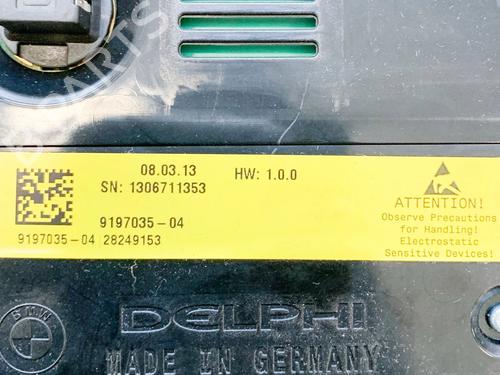 08.03.13 HW: 1.0.0
SN: 1306711353
9197035-04
9197035-04 28249153
ATTENTION!
Observe Precautions
for Handling!
Electrostatic
Sensitive Devices!
BMW
DELPHI
MADE IN GERMANY